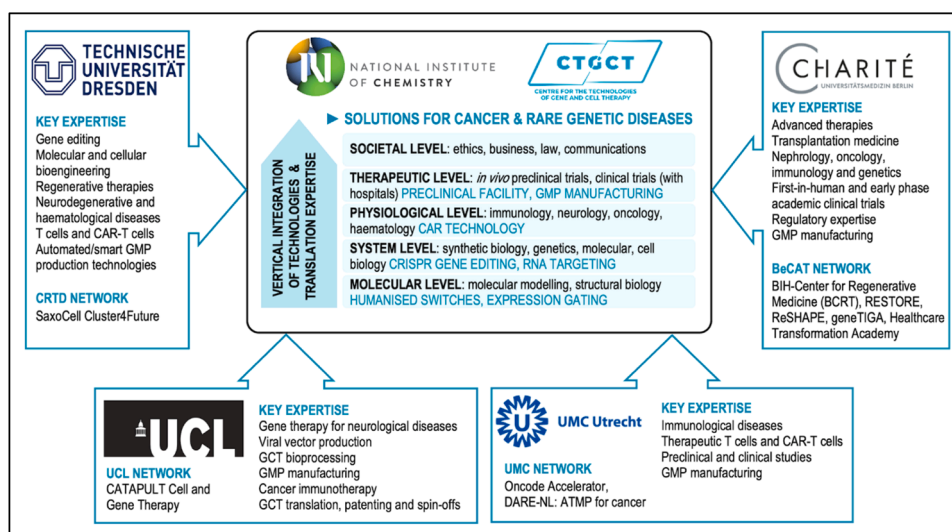 TECHNISCHE
UNIVERSITÄT
DRESDEN
KEY EXPERTISE
Gene editing
Molecular and cellular
bioengineering
Regenerative therapies
Neurodegenerative and
haematological diseases
T cells and CAR-T cells
Automated/smart GMP
production technologies
CRTD NETWORK
SaxoCell Cluster4Future
NATIONAL INSTITUTE
OF CHEMISTRY
CTGCT
CENTRE FOR THE TECHNOLOGIES
OF GENE AND CELL THERAPY
SOLUTIONS FOR CANCER & RARE GENETIC DISEASES
VERTICAL INTEGRATION
OF TECHNOLOGIES &
TRANSLATION EXPERTISE
SOCIETAL LEVEL: ethics, business, law, communications
THERAPEUTIC LEVEL: in vivo preclinical trials, clinical trials (with
hospitals) PRECLINICAL FACILITY, GMP MANUFACTURING
PHYSIOLOGICAL LEVEL: immunology, neurology, oncology,
haematology CAR TECHNOLOGY
SYSTEM LEVEL: synthetic biology, genetics, molecular, cell
biology CRISPR GENE EDITING, RNA TARGETING
MOLECULAR LEVEL: molecular modelling, structural biology
HUMANISED SWITCHES, EXPRESSION GATING
CHARITÉ
UNIVERSITÄTSMEDIZIN BERLIN
KEY EXPERTISE
Advanced therapies
Transplantation medicine
Nephrology, oncology,
immunology and genetics
First-in-human and early phase
academic clinical trials
Regulatory expertise
GMP manufacturing
BeCAT NETWORK
BIH-Center for Regenerative
Medicine (BCRT), RESTORE,
ReSHAPE, geneTIGA, Healthcare
Transformation Academy
UCL
UCL NETWORK
CATAPULT Cell and
Gene Therapy
KEY EXPERTISE
Gene therapy for neurological diseases
Viral vector production
GCT bioprocessing
GMP manufacturing
Cancer immunotherapy
GCT translation, patenting and spin-offs
U
UMC Utrecht
UMC NETWORK
Oncode Accelerator,
DARE-NL: ATMP for cancer
KEY EXPERTISE
Immunological diseases
Therapeutic T cells and CAR-T cells
Preclinical and clinical studies
GMP manufacturing